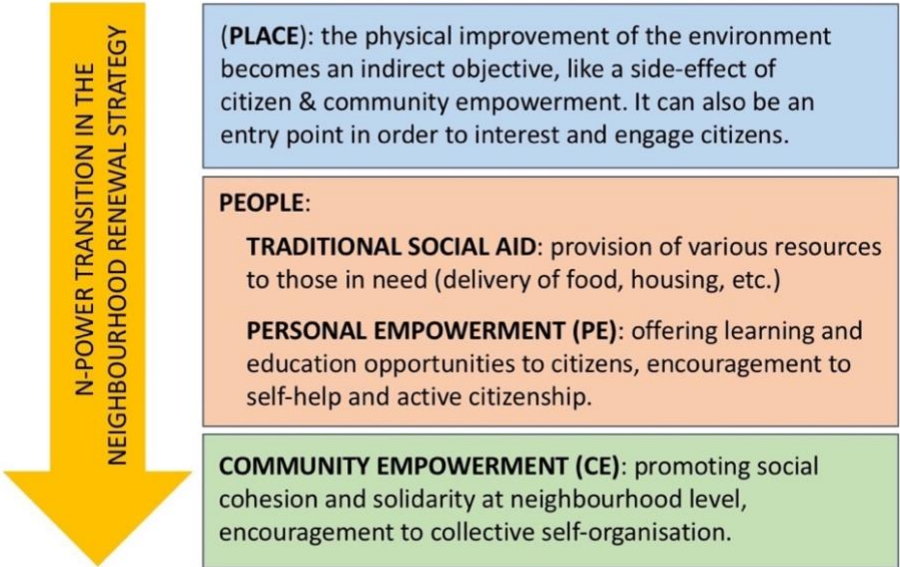 N-POWER TRANSITION IN THE
NEIGHBOURHOOD RENEWAL STRATEGY
(PLACE): the physical improvement of the environment
becomes an indirect objective, like a side-effect of
citizen & community empowerment. It can also be an
entry point in order to interest and engage citizens.
PEOPLE:
TRADITIONAL SOCIAL AID: provision of various resources
to those in need (delivery of food, housing, etc.)
PERSONAL EMPOWERMENT (PE): offering learning and
education opportunities to citizens, encouragement to
self-help and active citizenship.
COMMUNITY EMPOWERMENT (CE): promoting social
cohesion and solidarity at neighbourhood level,
encouragement to collective self-organisation.